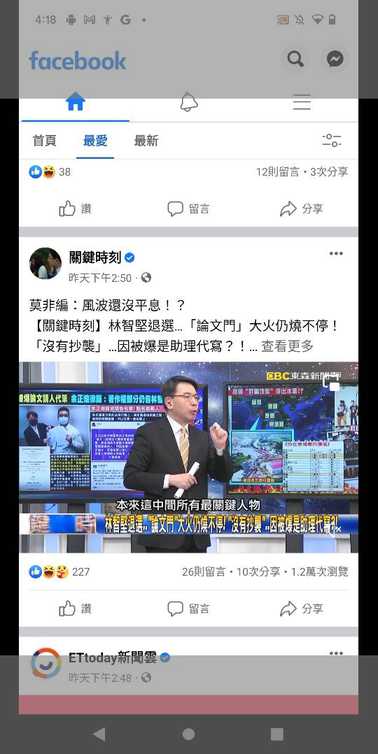 4:18
facebook
首頁
最愛
最新
38
12則留言・3次分享
讚
留言
分享
關鍵時刻
昨天下午2:50
莫非編：風波還沒平息！？
【關鍵時刻】林智堅退選...「論文門」大火仍燒不停！
「沒有抄襲」...因被爆是助理代寫？！... 查看更多
EBC 東森新聞
本來這中間所有最關鍵人物
林智堅退選..."論文門"大火仍燒不停!"沒有抄襲"...因被爆是助理代寫
227
26則留言・10次分享・1.2萬次瀏覽
讚
留言
分享
ETtoday新聞雲
昨天下午2:48